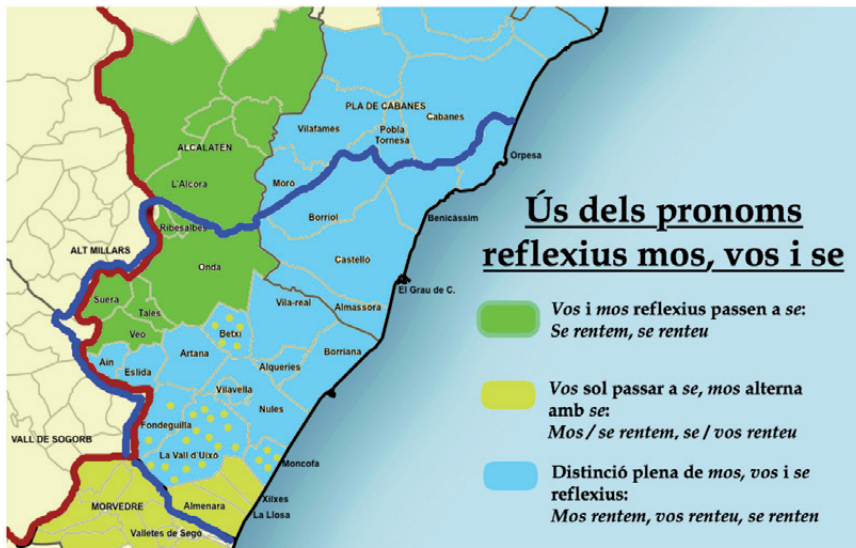 PLA DE CABANES
Cabanes
Vilafamés
Pobla
Tornesa
ALCALATEN
Orpesa
L'Alcora
Moró
Borriol
Benicàssim
Ribesalbes
ALT MILLARS
Onda
Castelló
El Grau de C.
Suera
Vila-real
Almassora
Tales
Betxí
Veo
Artana
Borriana
Aín
Eslida
Alqueries
Vilavella
Nules
Fondeguilla
VALL DE SOGORB
La Vall d'Uixó
Moncofa
Xilxes
MORVEDRE
Almenara
La Llosa
Valletes de Segó
Ús dels pronoms
reflexius mos, vos i se
Vos i mos reflexius passen a se:
Se rentem, se renteu
Vos sol passar a se, mos alterna
amb se:
Mos / se rentem, se / vos renteu
Distinció plena de mos, vos i se
reflexius:
Mos rentem, vos renteu, se renten